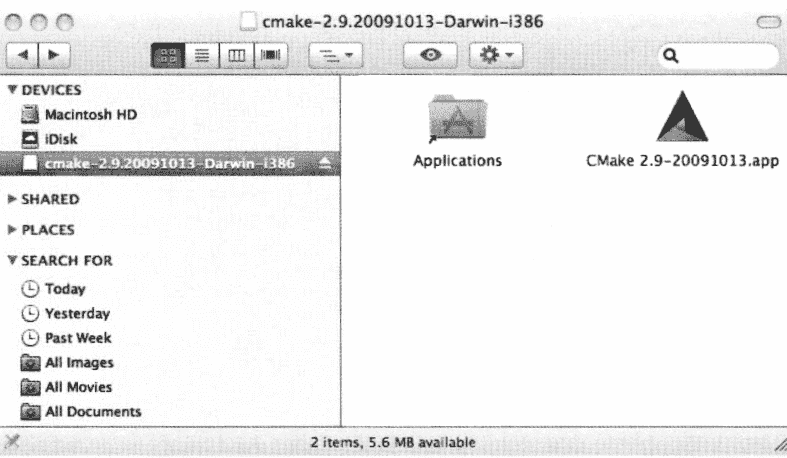 cmake-2.9.20091013-Darwin-i386
DEVICES
Macintosh HD
iDisk
cmake-2.9.20091013-Darwin-i386
SHARED
PLACES
SEARCH FOR
Today
Yesterday
Past Week
All Images
All Movies
All Documents
Applications
CMake 2.9-20091013.app
2 items, 5.6 MB available